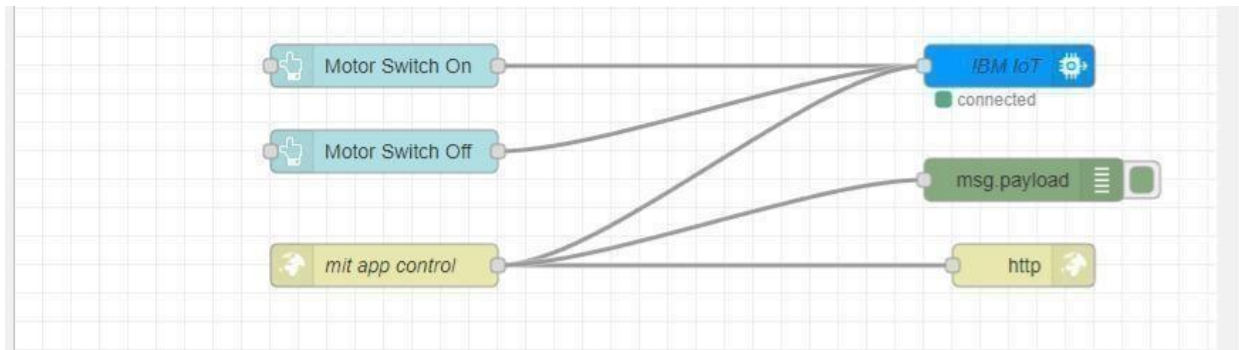 Motor Switch On
IBM IoT
connected
Motor Switch Off
msg.payload
mit app control
http